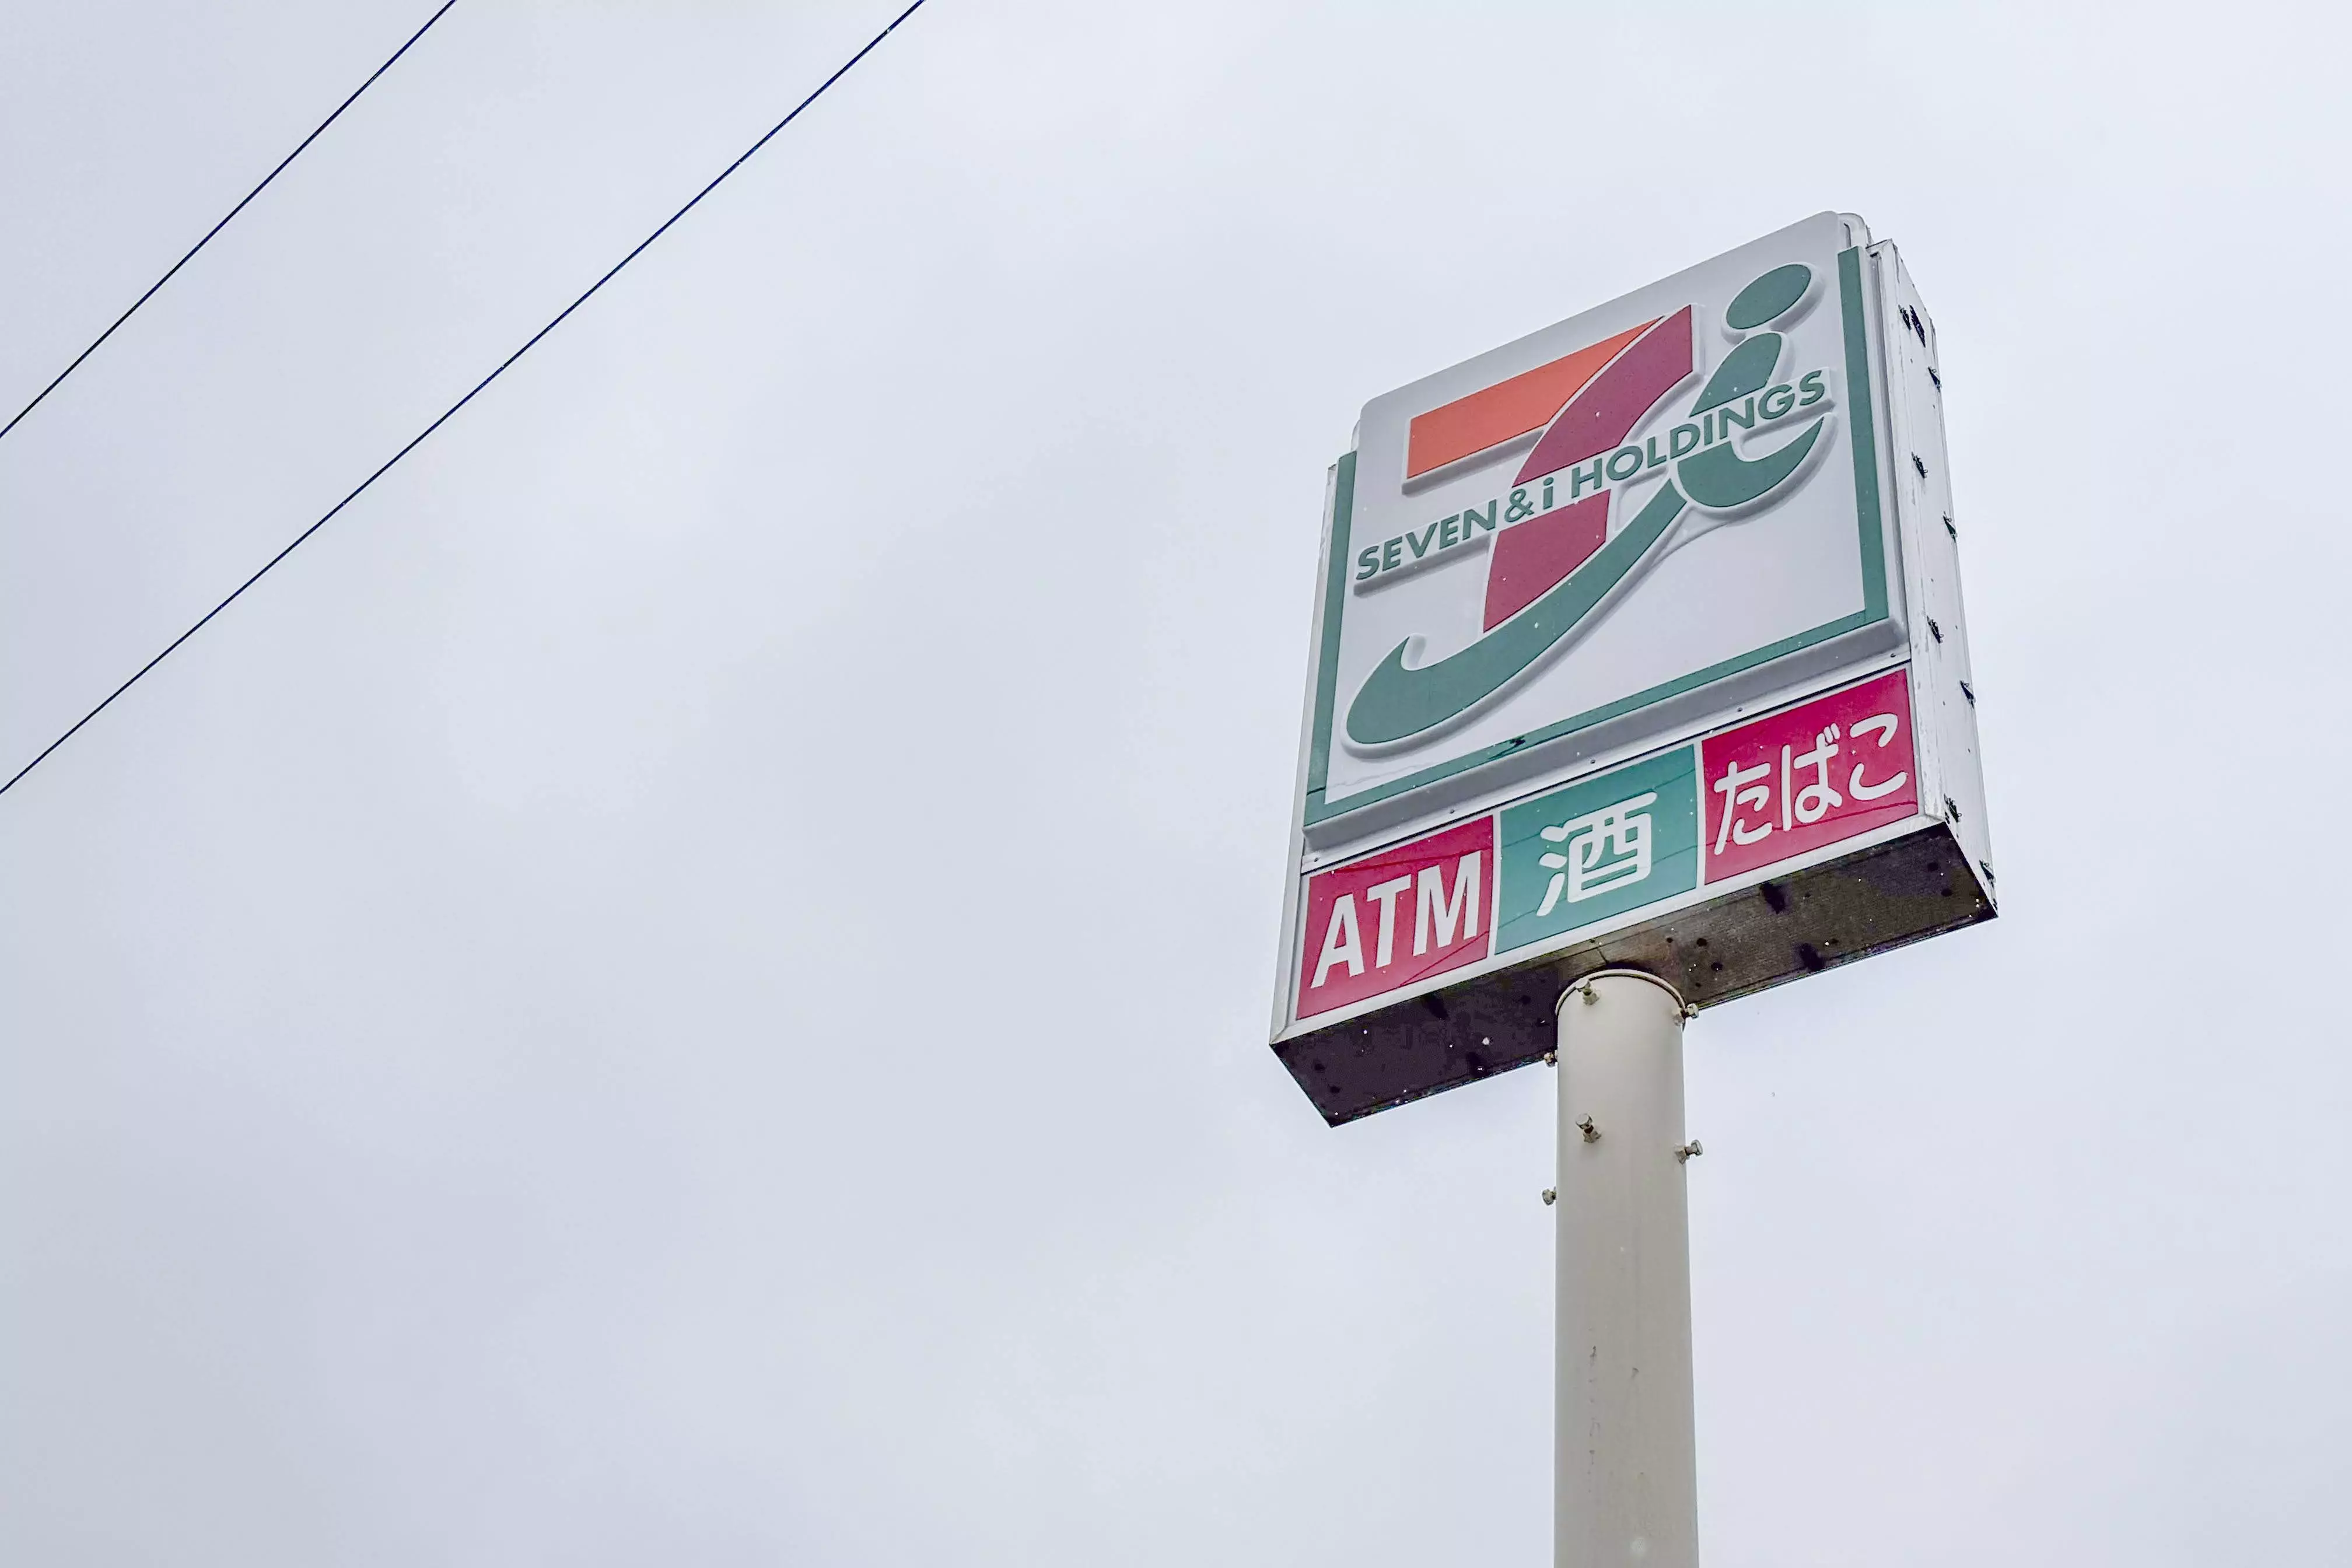 SEVEN&i HOLDINGS
ATM 酒 たばこ